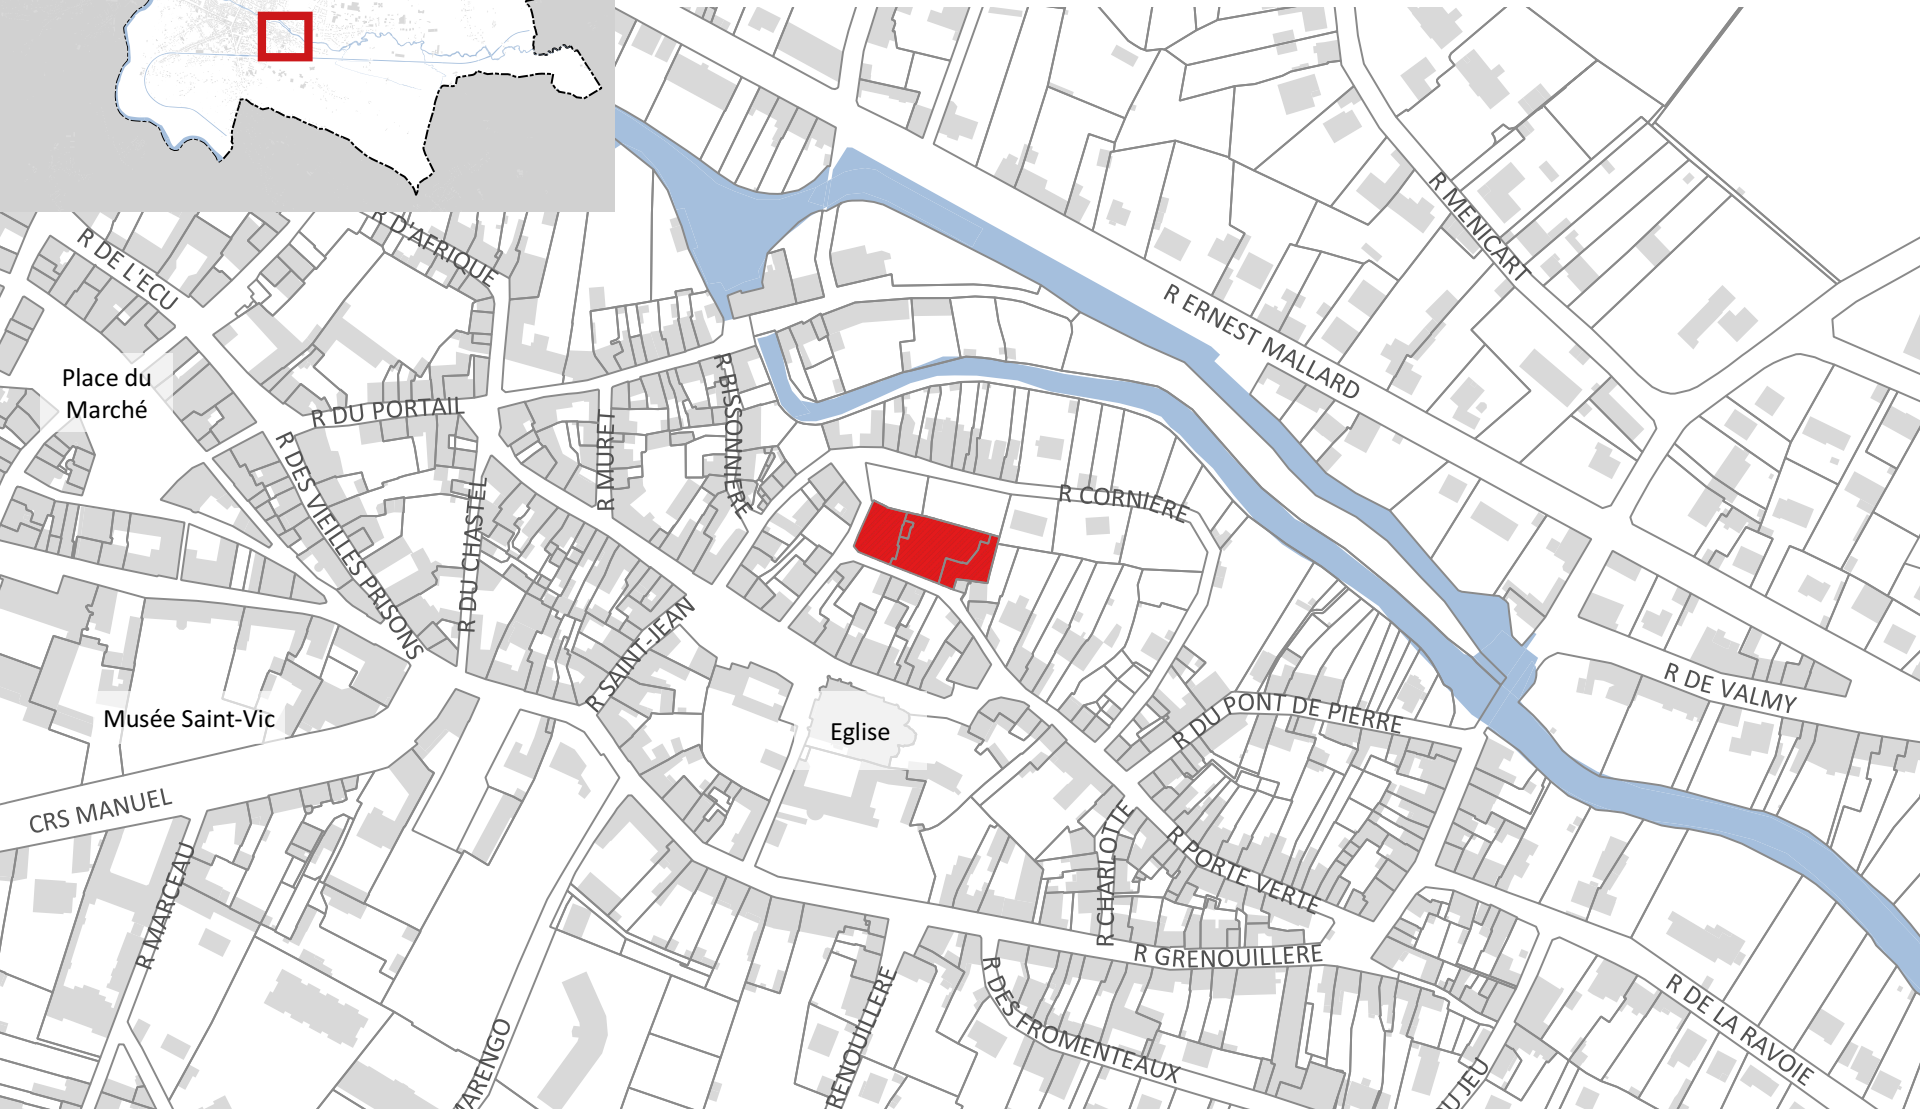 R D'AFRIQUE
R DE L'ECU
R MENICART
R ERNEST MALLARD
Place du
Marché
R DU PORTAIL
R BISSONNIERE
R MURET
R DES VIEILLES PRISONS
R DU CHASTEL
R CORNIERE
R SAINT-JEAN
R DE VALMY
Musée Saint-Vic
Eglise
R DU PONT DE PIERRE
CRS MANUEL
R MARCEAU
R CHARLOTTE
R PORTE VERTE
R GRENOUILLERE
R DES FROMENTEAUX
R DE LA RAVOIE
RENOUILLERE
MARENGO
U JEU